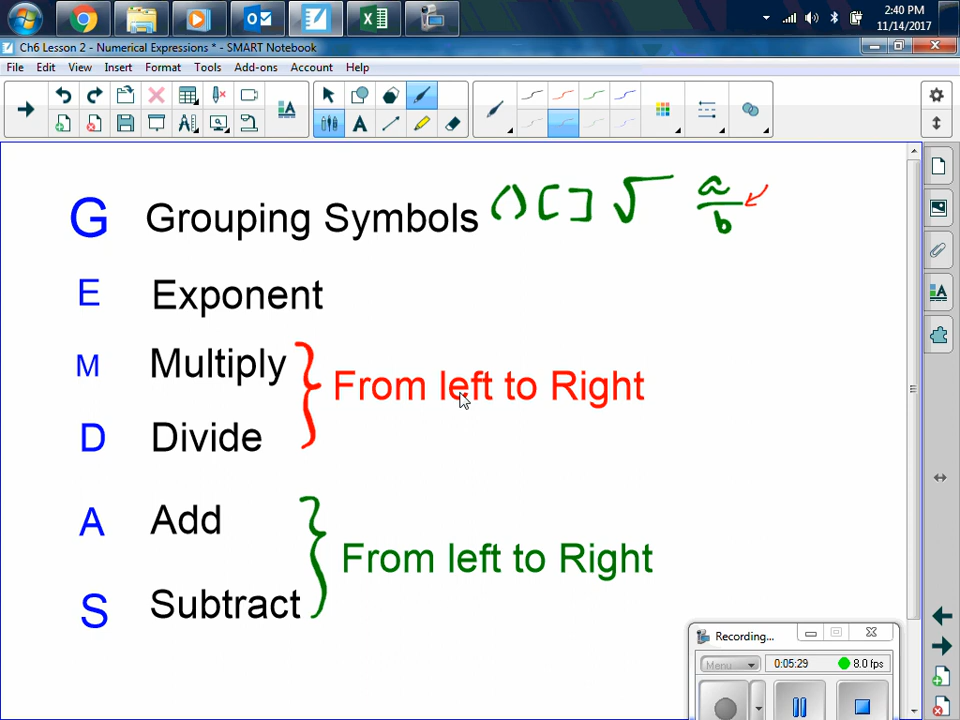 2:40 PM
11/14/2017
Ch6 Lesson 2 - Numerical Expressions * - SMART Notebook
File Edit View Insert Format Tools Add-ons Account Help
G Grouping Symbols () [ ] √ a/b
E Exponent
M Multiply
From left to Right
D Divide
A Add
From left to Right
S Subtract
Recording...
Menu 0:05:29 8.0 fps